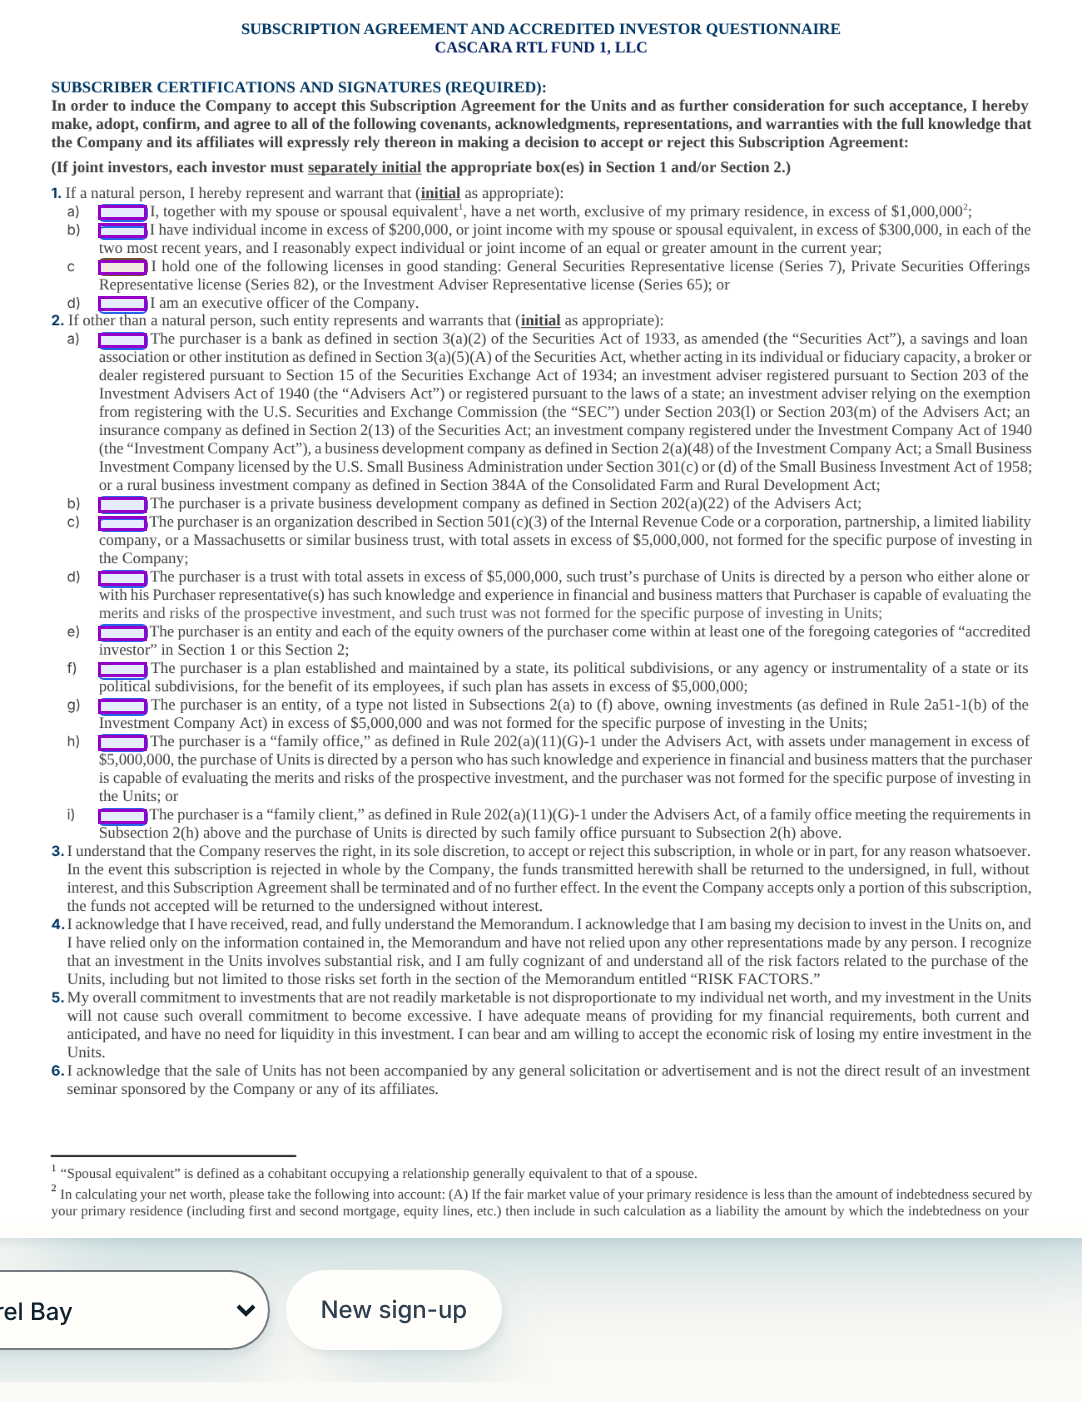 SUBSCRIPTION AGREEMENT AND ACCREDITED INVESTOR QUESTIONNAIRE
CASCARA RTL FUND 1, LLC
SUBSCRIBER CERTIFICATIONS AND SIGNATURES (REQUIRED):
In order to induce the Company to accept this Subscription Agreement for the Units and as further consideration for such acceptance, I hereby
make, adopt, confirm, and agree to all of the following covenants, acknowledgments, representations, and warranties with the full knowledge that
the Company and its affiliates will expressly rely thereon in making a decision to accept or reject this Subscription Agreement:
(If joint investors, each investor must separately initial the appropriate box(es) in Section 1 and/or Section 2.)
1. If a natural person, I hereby represent and warrant that (initial as appropriate):
a) I, together with my spouse or spousal equivalent¹, have a net worth, exclusive of my primary residence, in excess of $1,000,000²;
b) I have individual income in excess of $200,000, or joint income with my spouse or spousal equivalent, in excess of $300,000, in each of the
two most recent years, and I reasonably expect individual or joint income of an equal or greater amount in the current year;
c I hold one of the following licenses in good standing: General Securities Representative license (Series 7), Private Securities Offerings
Representative license (Series 82), or the Investment Adviser Representative license (Series 65); or
d) I am an executive officer of the Company.
2. If other than a natural person, such entity represents and warrants that (initial as appropriate):
a) The purchaser is a bank as defined in section 3(a)(2) of the Securities Act of 1933, as amended (the “Securities Act”), a savings and loan
association or other institution as defined in Section 3(a)(5)(A) of the Securities Act, whether acting in its individual or fiduciary capacity, a broker or
dealer registered pursuant to Section 15 of the Securities Exchange Act of 1934; an investment adviser registered pursuant to Section 203 of the
Investment Advisers Act of 1940 (the “Advisers Act”) or registered pursuant to the laws of a state; an investment adviser relying on the exemption
from registering with the U.S. Securities and Exchange Commission (the “SEC”) under Section 203(l) or Section 203(m) of the Advisers Act; an
insurance company as defined in Section 2(13) of the Securities Act; an investment company registered under the Investment Company Act of 1940
(the “Investment Company Act”), a business development company as defined in Section 2(a)(48) of the Investment Company Act; a Small Business
Investment Company licensed by the U.S. Small Business Administration under Section 301(c) or (d) of the Small Business Investment Act of 1958;
or a rural business investment company as defined in Section 384A of the Consolidated Farm and Rural Development Act;
b) The purchaser is a private business development company as defined in Section 202(a)(22) of the Advisers Act;
c) The purchaser is an organization described in Section 501(c)(3) of the Internal Revenue Code or a corporation, partnership, a limited liability
company, or a Massachusetts or similar business trust, with total assets in excess of $5,000,000, not formed for the specific purpose of investing in
the Company;
d) The purchaser is a trust with total assets in excess of $5,000,000, such trust’s purchase of Units is directed by a person who either alone or
with his Purchaser representative(s) has such knowledge and experience in financial and business matters that Purchaser is capable of evaluating the
merits and risks of the prospective investment, and such trust was not formed for the specific purpose of investing in Units;
e) The purchaser is an entity and each of the equity owners of the purchaser come within at least one of the foregoing categories of “accredited
investor” in Section 1 or this Section 2;
f) The purchaser is a plan established and maintained by a state, its political subdivisions, or any agency or instrumentality of a state or its
political subdivisions, for the benefit of its employees, if such plan has assets in excess of $5,000,000;
g) The purchaser is an entity, of a type not listed in Subsections 2(a) to (f) above, owning investments (as defined in Rule 2a51-1(b) of the
Investment Company Act) in excess of $5,000,000 and was not formed for the specific purpose of investing in the Units;
h) The purchaser is a “family office,” as defined in Rule 202(a)(11)(G)-1 under the Advisers Act, with assets under management in excess of
$5,000,000, the purchase of Units is directed by a person who has such knowledge and experience in financial and business matters that the purchaser
is capable of evaluating the merits and risks of the prospective investment, and the purchaser was not formed for the specific purpose of investing in
the Units; or
i) The purchaser is a “family client,” as defined in Rule 202(a)(11)(G)-1 under the Advisers Act, of a family office meeting the requirements in
Subsection 2(h) above and the purchase of Units is directed by such family office pursuant to Subsection 2(h) above.
3. I understand that the Company reserves the right, in its sole discretion, to accept or reject this subscription, in whole or in part, for any reason whatsoever.
In the event this subscription is rejected in whole by the Company, the funds transmitted herewith shall be returned to the undersigned, in full, without
interest, and this Subscription Agreement shall be terminated and of no further effect. In the event the Company accepts only a portion of this subscription,
the funds not accepted will be returned to the undersigned without interest.
4. I acknowledge that I have received, read, and fully understand the Memorandum. I acknowledge that I am basing my decision to invest in the Units on, and
I have relied only on the information contained in, the Memorandum and have not relied upon any other representations made by any person. I recognize
that an investment in the Units involves substantial risk, and I am fully cognizant of and understand all of the risk factors related to the purchase of the
Units, including but not limited to those risks set forth in the section of the Memorandum entitled “RISK FACTORS.”
5. My overall commitment to investments that are not readily marketable is not disproportionate to my individual net worth, and my investment in the Units
will not cause such overall commitment to become excessive. I have adequate means of providing for my financial requirements, both current and
anticipated, and have no need for liquidity in this investment. I can bear and am willing to accept the economic risk of losing my entire investment in the
Units.
6. I acknowledge that the sale of Units has not been accompanied by any general solicitation or advertisement and is not the direct result of an investment
seminar sponsored by the Company or any of its affiliates.
¹ “Spousal equivalent” is defined as a cohabitant occupying a relationship generally equivalent to that of a spouse.
² In calculating your net worth, please take the following into account: (A) If the fair market value of your primary residence is less than the amount of indebtedness secured by
your primary residence (including first and second mortgage, equity lines, etc.) then include in such calculation as a liability the amount by which the indebtedness on your
rel Bay
New sign-up